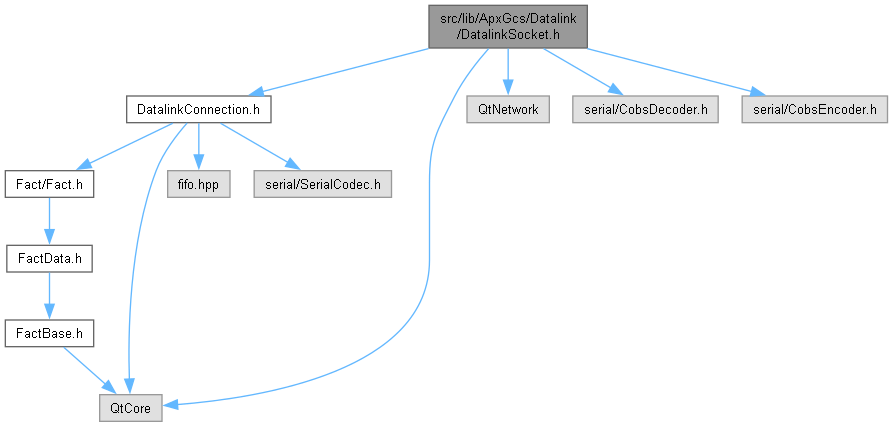 src/lib/ApxGcs/Datalink
/DatalinkSocket.h
DatalinkConnection.h
QtNetwork
serial/CobsDecoder.h
serial/CobsEncoder.h
Fact/Fact.h
fifo.hpp
serial/SerialCodec.h
FactData.h
FactBase.h
QtCore